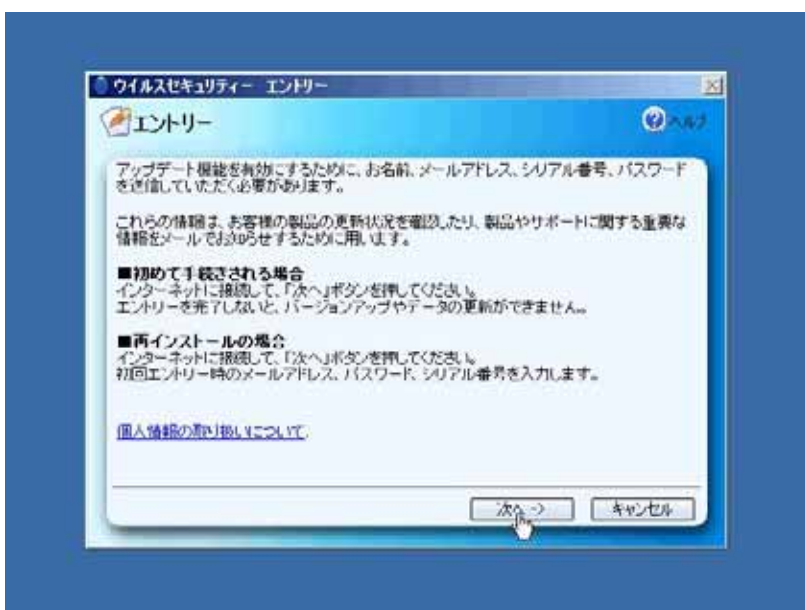 ウイルスセキュリティー エントリー
エントリー
ヘルプ
アップデート機能を有効にするために、お名前、メールアドレス、シリアル番号、パスワード
を送信していただく必要があります。
これらの情報は、お客様の製品の更新状況を確認したり、製品やサポートに関する重要な
情報をメールでお知らせするために用います。
■初めて手続きされる場合
インターネットに接続して、「次へ」ボタンを押してください。
エントリーを完了しないと、バージョンアップやデータの更新ができません。
■再インストールの場合
インターネットに接続して、「次へ」ボタンを押してください。
初回エントリー時のメールアドレス、パスワード、シリアル番号を入力します。
個人情報の取り扱いについて.
次へ ->
キャンセル